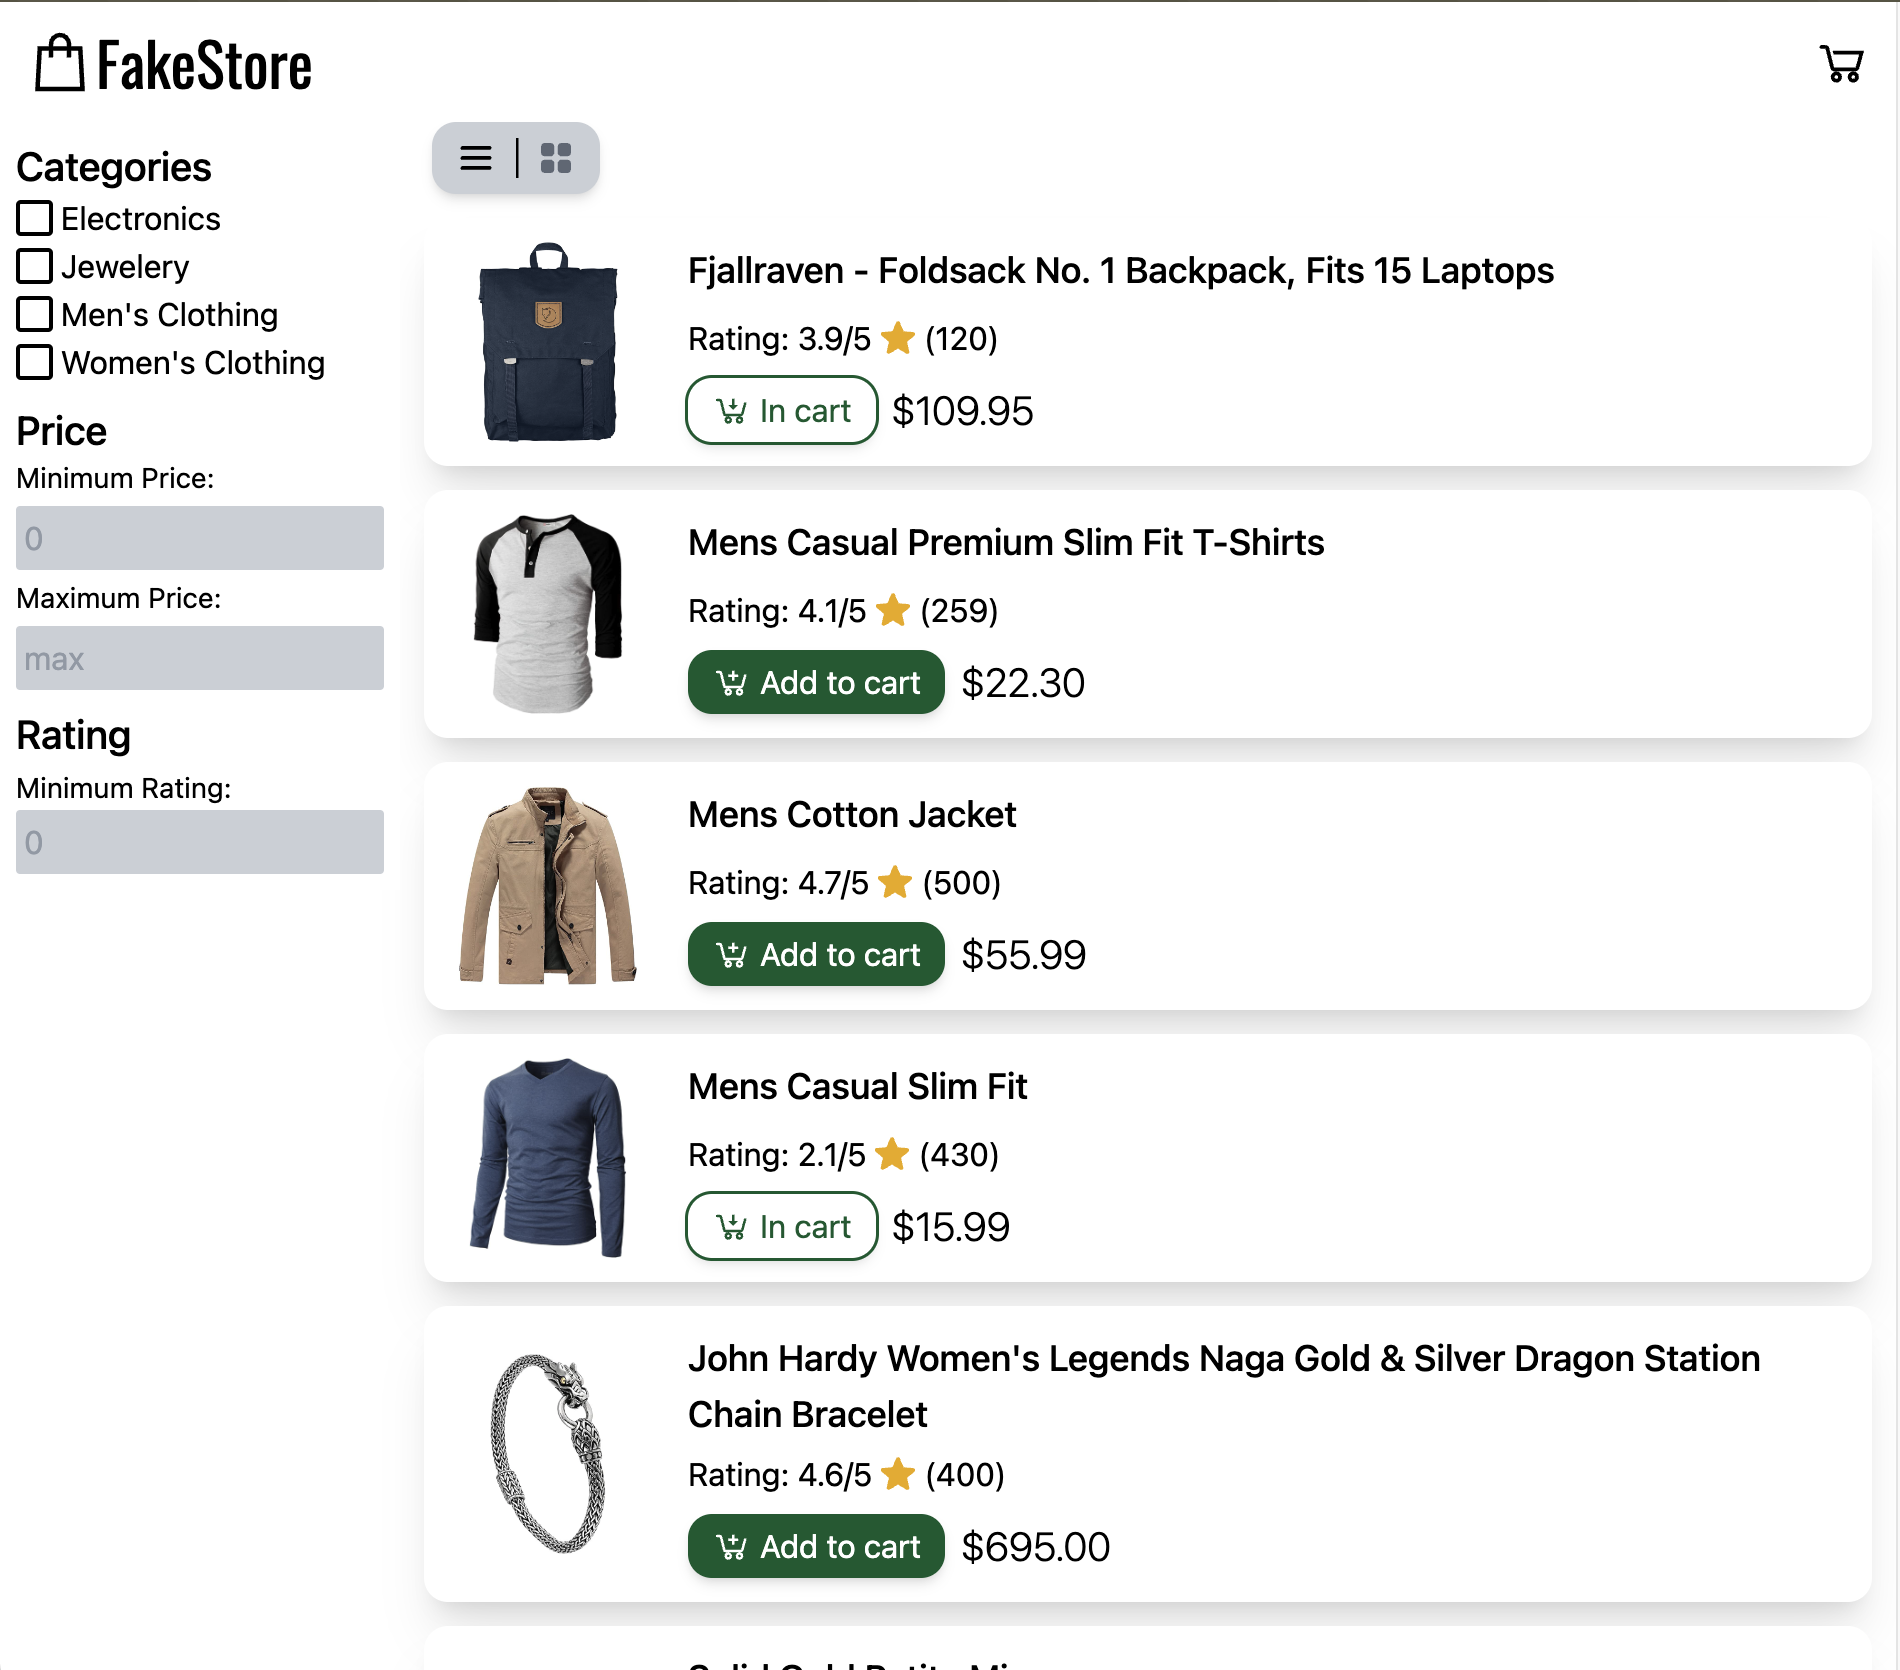 FakeStore
Categories
Electronics
Jewelery
Men's Clothing
Women's Clothing
Price
Minimum Price:
0
Maximum Price:
max
Rating
Minimum Rating:
0
Fjallraven - Foldsack No. 1 Backpack, Fits 15 Laptops
Rating: 3.9/5 (120)
In cart $109.95
Mens Casual Premium Slim Fit T-Shirts
Rating: 4.1/5 (259)
Add to cart $22.30
Mens Cotton Jacket
Rating: 4.7/5 (500)
Add to cart $55.99
Mens Casual Slim Fit
Rating: 2.1/5 (430)
In cart $15.99
John Hardy Women's Legends Naga Gold & Silver Dragon Station
Chain Bracelet
Rating: 4.6/5 (400)
Add to cart $695.00